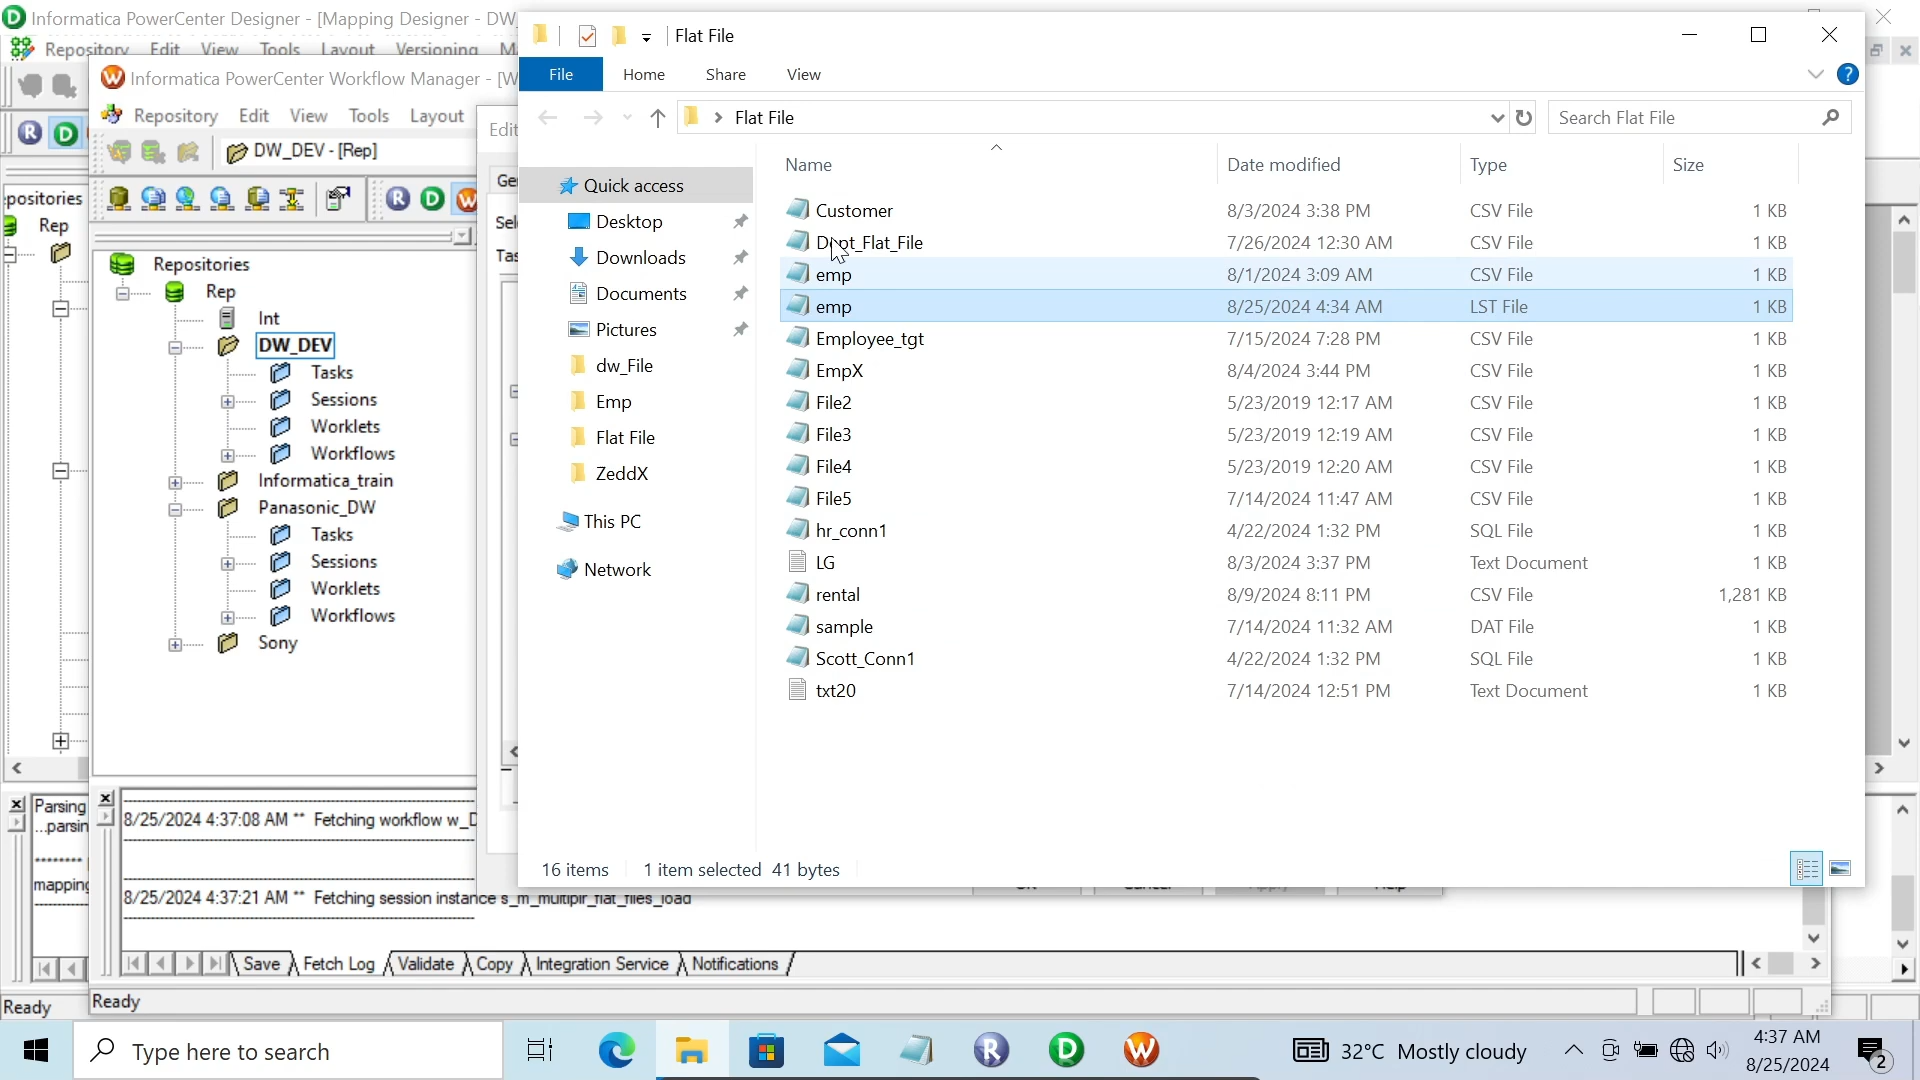 Informatica PowerCenter Designer - [Mapping Designer - DW_
Repository Edit View Tools Layout Versioning M
Informatica PowerCenter Workflow Manager - [W
Repository Edit View Tools Layout
DW_DEV - [Rep]
positories
Rep
Repositories
Rep
Int
DW_DEV
Tasks
Sessions
Worklets
Workflows
Informatica_train
Panasonic_DW
Tasks
Sessions
Worklets
Workflows
Sony
Edit
Ge
Sel
Tas
Flat File
File Home Share View
Flat File
Search Flat File
Quick access
Desktop
Downloads
Documents
Pictures
dw_File
Emp
Flat File
ZeddX
This PC
Network
Name Date modified Type Size
Customer 8/3/2024 3:38 PM CSV File 1 KB
Dept_Flat_File 7/26/2024 12:30 AM CSV File 1 KB
emp 8/1/2024 3:09 AM CSV File 1 KB
emp 8/25/2024 4:34 AM LST File 1 KB
Employee_tgt 7/15/2024 7:28 PM CSV File 1 KB
EmpX 8/4/2024 3:44 PM CSV File 1 KB
File2 5/23/2019 12:17 AM CSV File 1 KB
File3 5/23/2019 12:19 AM CSV File 1 KB
File4 5/23/2019 12:20 AM CSV File 1 KB
File5 7/14/2024 11:47 AM CSV File 1 KB
hr_conn1 4/22/2024 1:32 PM SQL File 1 KB
LG 8/3/2024 3:37 PM Text Document 1 KB
rental 8/9/2024 8:11 PM CSV File 1,281 KB
sample 7/14/2024 11:32 AM DAT File 1 KB
Scott_Conn1 4/22/2024 1:32 PM SQL File 1 KB
txt20 7/14/2024 12:51 PM Text Document 1 KB
16 items 1 item selected 41 bytes
Parsing
...parsin
********
mapping
8/25/2024 4:37:08 AM ** Fetching workflow w_D
8/25/2024 4:37:21 AM ** Fetching session instance s_m_multiplr_flat_files_load
Save Fetch Log Validate Copy Integration Service Notifications
Ready
Ready
Type here to search
32°C Mostly cloudy
4:37 AM
8/25/2024
2